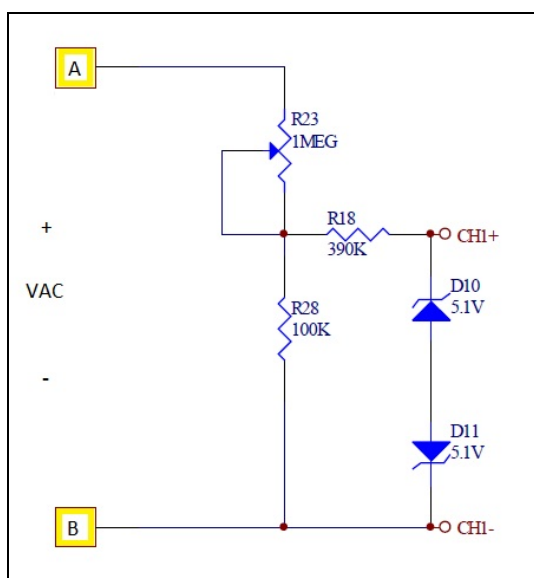 A
R23
1MEG
R18
390K
CH1+
+
VAC
-
D10
5.1V
R28
100K
D11
5.1V
B
CH1-